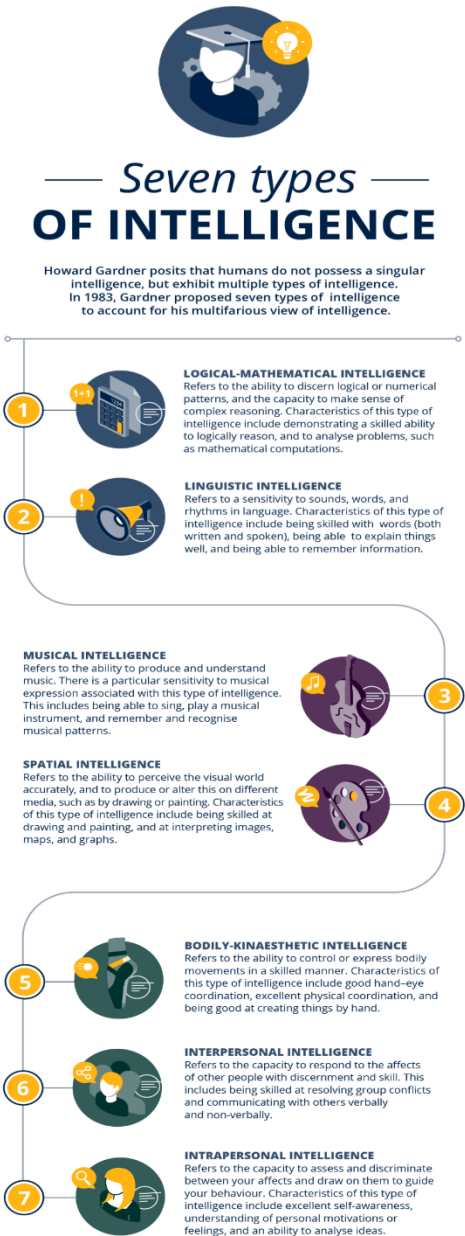 Seven types
OF INTELLIGENCE
Howard Gardner posits that humans do not possess a singular
intelligence, but exhibit multiple types of intelligence.
In 1983, Gardner proposed seven types of intelligence
to account for his multifarious view of intelligence.
1
1+1
1234
LOGICAL-MATHEMATICAL INTELLIGENCE
Refers to the ability to discern logical or numerical
patterns, and the capacity to make sense of
complex reasoning. Characteristics of this type of
intelligence include demonstrating a skilled ability
to logically reason, and to analyse problems, such
as mathematical computations.
2
!
LINGUISTIC INTELLIGENCE
Refers to a sensitivity to sounds, words, and
rhythms in language. Characteristics of this type of
intelligence include being skilled with words (both
written and spoken), being able to explain things
well, and being able to remember information.
MUSICAL INTELLIGENCE
Refers to the ability to produce and understand
music. There is a particular sensitivity to musical
expression associated with this type of intelligence.
This includes being able to sing, play a musical
instrument, and remember and recognise
musical patterns.
3
SPATIAL INTELLIGENCE
Refers to the ability to perceive the visual world
accurately, and to produce or alter this on different
media, such as by drawing or painting. Characteristics
of this type of intelligence include being skilled at
drawing and painting, and at interpreting images,
maps, and graphs.
4
5
BODILY-KINAESTHETIC INTELLIGENCE
Refers to the ability to control or express bodily
movements in a skilled manner. Characteristics of
this type of intelligence include good hand–eye
coordination, excellent physical coordination, and
being good at creating things by hand.
6
INTERPERSONAL INTELLIGENCE
Refers to the capacity to respond to the affects
of other people with discernment and skill. This
includes being skilled at resolving group conflicts
and communicating with others verbally
and non-verbally.
7
INTRAPERSONAL INTELLIGENCE
Refers to the capacity to assess and discriminate
between your affects and draw on them to guide
your behaviour. Characteristics of this type of
intelligence include excellent self-awareness,
understanding of personal motivations or
feelings, and an ability to analyse ideas.